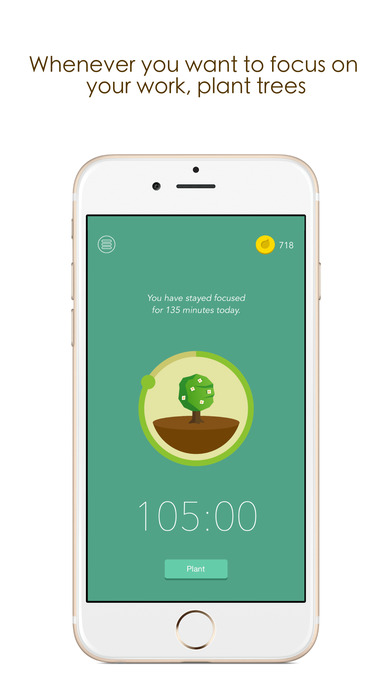 Whenever you want to focus on
your work, plant trees
718
You have stayed focused
for 135 minutes today.
105:00
Plant